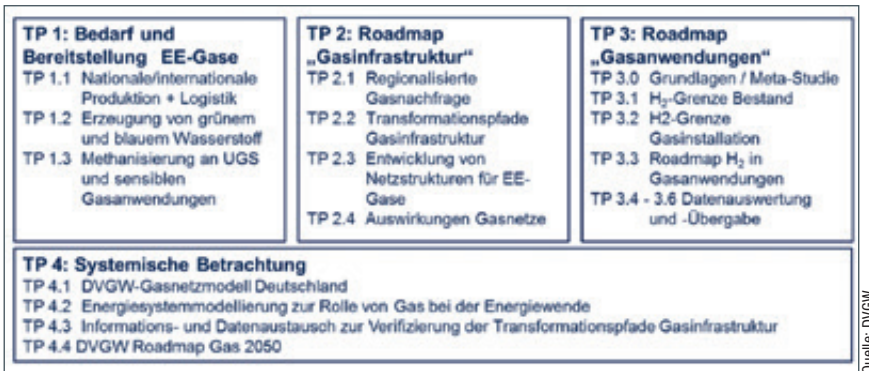 TP 1: Bedarf und
Bereitstellung EE-Gase
TP 1.1 Nationale/internationale
Produktion + Logistik
TP 1.2 Erzeugung von grünem
und blauem Wasserstoff
TP 1.3 Methanisierung an UGS
und sensiblen
Gasanwendungen
TP 2: Roadmap
„Gasinfrastruktur“
TP 2.1 Regionalisierte
Gasnachfrage
TP 2.2 Transformationspfade
Gasinfrastruktur
TP 2.3 Entwicklung von
Netzstrukturen für EE-
Gase
TP 2.4 Auswirkungen Gasnetze
TP 3: Roadmap
„Gasanwendungen“
TP 3.0 Grundlagen / Meta-Studie
TP 3.1 H₂-Grenze Bestand
TP 3.2 H2-Grenze
Gasinstallation
TP 3.3 Roadmap H₂ in
Gasanwendungen
TP 3.4 - 3.6 Datenauswertung
und -Übergabe
TP 4: Systemische Betrachtung
TP 4.1 DVGW-Gasnetzmodell Deutschland
TP 4.2 Energiesystemmodellierung zur Rolle von Gas bei der Energiewende
TP 4.3 Informations- und Datenaustausch zur Verifizierung der Transformationspfade Gasinfrastruktur
TP 4.4 DVGW Roadmap Gas 2050
Quelle: DVGW